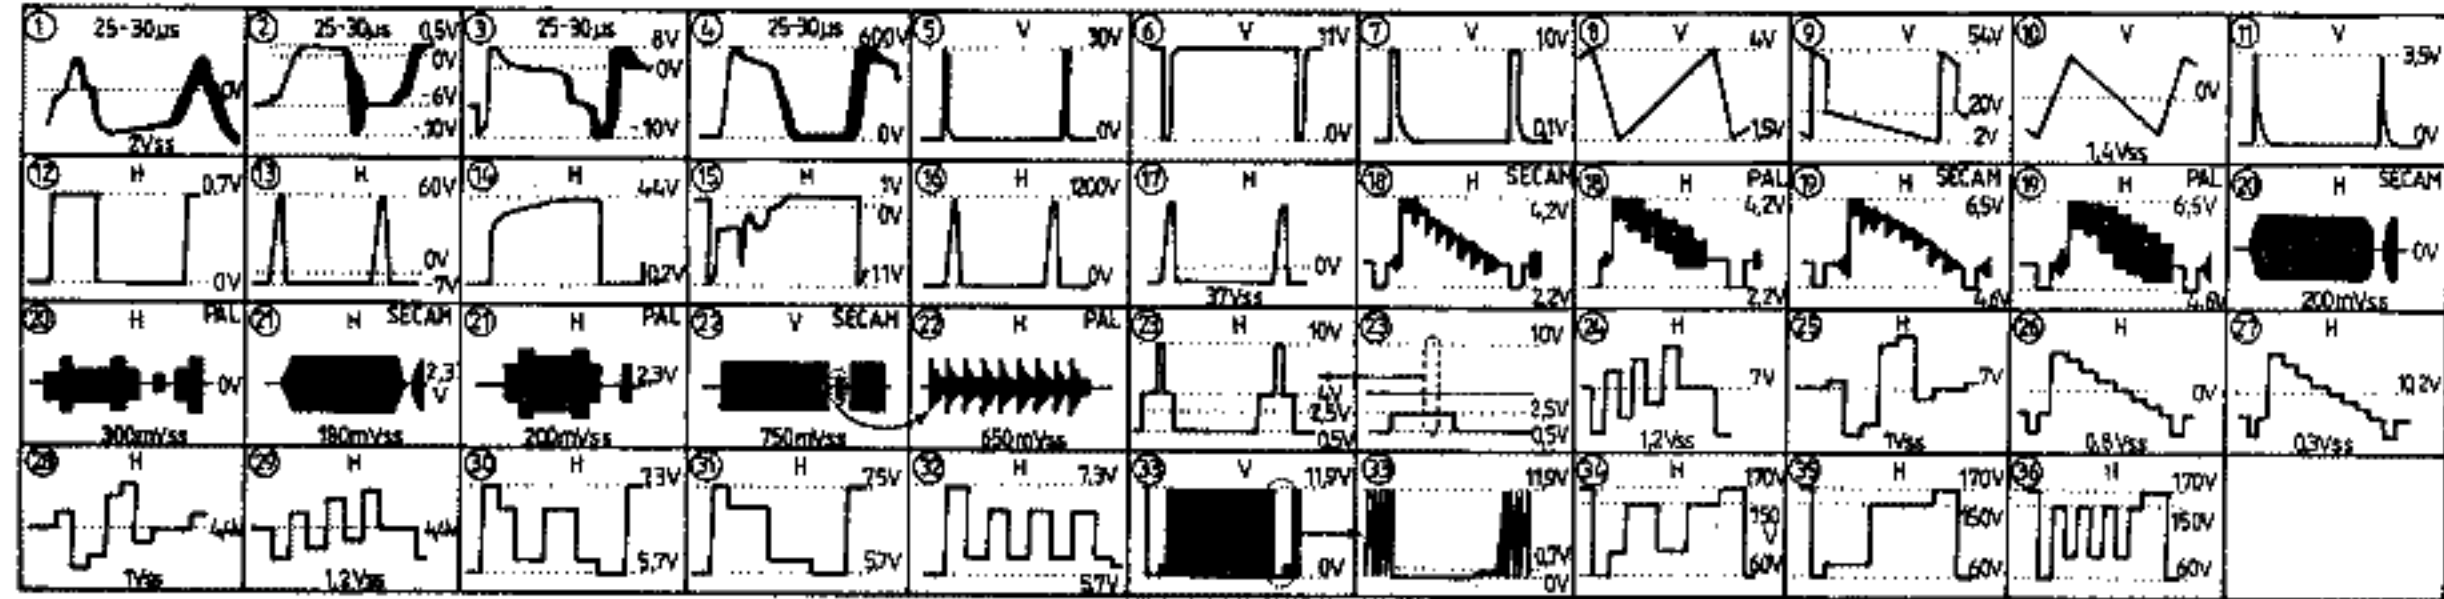 1 25-30µs 0V 2Vss
2 25-30µs 0,5V 0V -6V -10V
3 25-30µs 8V 0V -10V
4 25-30µs 600V 0V
5 V 30V 0V
6 V 11V 0V
7 V 10V 0,1V
8 V 4V 1,5V
9 V 54V 20V 2V
10 V 0V 1,4Vss
11 V 3,5V 0V
12 H 0,7V 0V
13 H 60V 0V -7V
14 H 44V 0,2V
15 H 1V 0V -11V
16 H 1200V 0V
17 H 0V 37Vss
18 H SECAM 4,2V 2,2V
18 H PAL 4,2V 2,2V
19 H SECAM 6,5V 4,6V
19 H PAL 6,5V 4,6V
20 H SECAM 0V 200mVss
20 H PAL 0V 300mVss
21 H SECAM 2,3V 180mVss
21 H PAL 2,3V 200mVss
22 V SECAM 750mVss
22 H PAL 650mVss
23 H 10V 4V 2,5V 0,5V
23 10V 2,5V 0,5V
24 H 7V 1,2Vss
25 H 7V 1Vss
26 H 0V 0,8Vss
27 H 10,2V 0,3Vss
28 H 1Vss
29 H 1,2Vss
30 H 7,3V 5,7V
31 H 5,7V
32 H 7,3V 5,7V
33 V 11,9V 0V
33 11,9V 0,7V 0V
34 H 170V 150V 60V
35 H 170V 150V 60V
36 H 170V 150V 60V